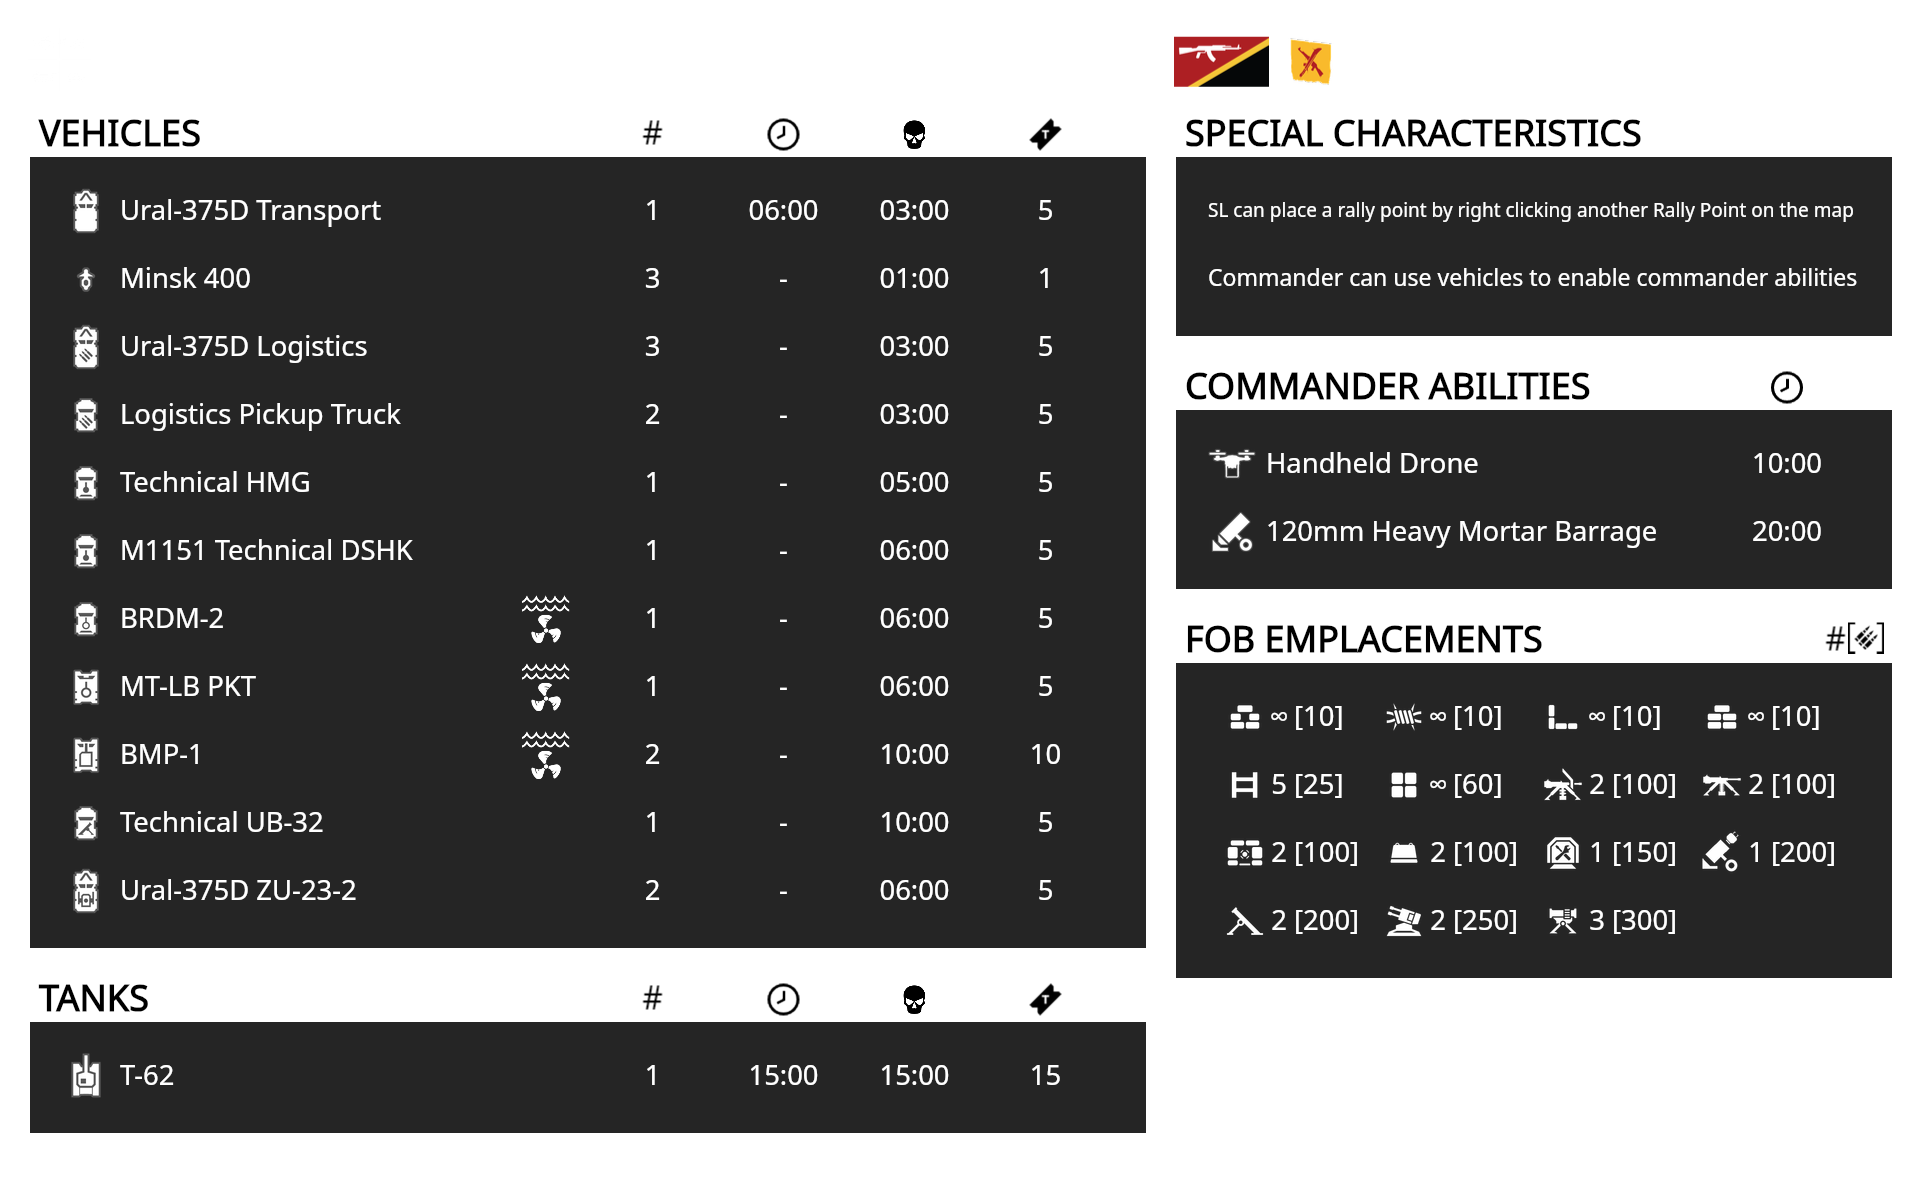 VEHICLES #
Ural-375D Transport 1 06:00 03:00 5
Minsk 400 3 - 01:00 1
Ural-375D Logistics 3 - 03:00 5
Logistics Pickup Truck 2 - 03:00 5
Technical HMG 1 - 05:00 5
M1151 Technical DSHK 1 - 06:00 5
BRDM-2 1 - 06:00 5
MT-LB PKT 1 - 06:00 5
BMP-1 2 - 10:00 10
Technical UB-32 1 - 10:00 5
Ural-375D ZU-23-2 2 - 06:00 5
TANKS #
T-62 1 15:00 15:00 15
SPECIAL CHARACTERISTICS
SL can place a rally point by right clicking another Rally Point on the map
Commander can use vehicles to enable commander abilities
COMMANDER ABILITIES
Handheld Drone 10:00
120mm Heavy Mortar Barrage 20:00
FOB EMPLACEMENTS #[]
∞ [10] ∞ [10] ∞ [10] ∞ [10]
5 [25] ∞ [60] 2 [100] 2 [100]
2 [100] 2 [100] 1 [150] 1 [200]
2 [200] 2 [250] 3 [300]